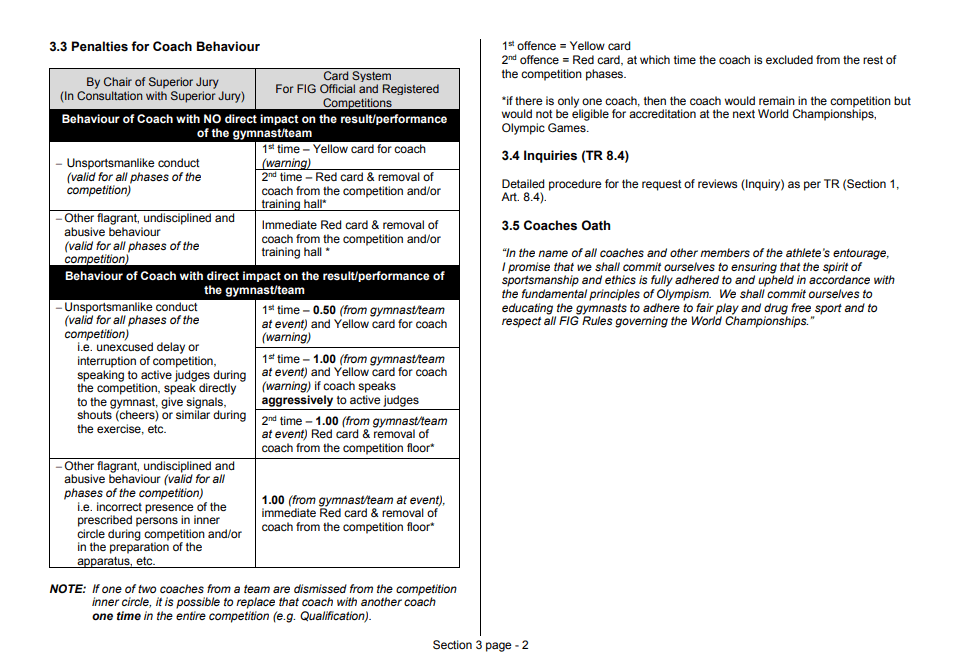 3.3 Penalties for Coach Behaviour
By Chair of Superior Jury
(In Consultation with Superior Jury)
Card System
For FIG Official and Registered
Competitions
Behaviour of Coach with NO direct impact on the result/performance
of the gymnast/team
– Unsportsmanlike conduct
(valid for all phases of the
competition)
1st time – Yellow card for coach
(warning)
2nd time – Red card & removal of
coach from the competition and/or
training hall*
– Other flagrant, undisciplined and
abusive behaviour
(valid for all phases of the
competition)
Immediate Red card & removal of
coach from the competition and/or
training hall *
Behaviour of Coach with direct impact on the result/performance of
the gymnast/team
– Unsportsmanlike conduct
(valid for all phases of the
competition)
i.e. unexcused delay or
interruption of competition,
speaking to active judges during
the competition, speak directly
to the gymnast, give signals,
shouts (cheers) or similar during
the exercise, etc.
1st time – 0.50 (from gymnast/team
at event) and Yellow card for coach
(warning)
1st time – 1.00 (from gymnast/team
at event) and Yellow card for coach
(warning) if coach speaks
aggressively to active judges
2nd time – 1.00 (from gymnast/team
at event) Red card & removal of
coach from the competition floor*
– Other flagrant, undisciplined and
abusive behaviour (valid for all
phases of the competition)
i.e. incorrect presence of the
prescribed persons in inner
circle during competition and/or
in the preparation of the
apparatus, etc.
1.00 (from gymnast/team at event),
immediate Red card & removal of
coach from the competition floor*
NOTE: If one of two coaches from a team are dismissed from the competition
inner circle, it is possible to replace that coach with another coach
one time in the entire competition (e.g. Qualification).
1st offence = Yellow card
2nd offence = Red card, at which time the coach is excluded from the rest of
the competition phases.
*if there is only one coach, then the coach would remain in the competition but
would not be eligible for accreditation at the next World Championships,
Olympic Games.
3.4 Inquiries (TR 8.4)
Detailed procedure for the request of reviews (Inquiry) as per TR (Section 1,
Art. 8.4).
3.5 Coaches Oath
“In the name of all coaches and other members of the athlete’s entourage,
I promise that we shall commit ourselves to ensuring that the spirit of
sportsmanship and ethics is fully adhered to and upheld in accordance with
the fundamental principles of Olympism. We shall commit ourselves to
educating the gymnasts to adhere to fair play and drug free sport and to
respect all FIG Rules governing the World Championships.”
Section 3 page - 2